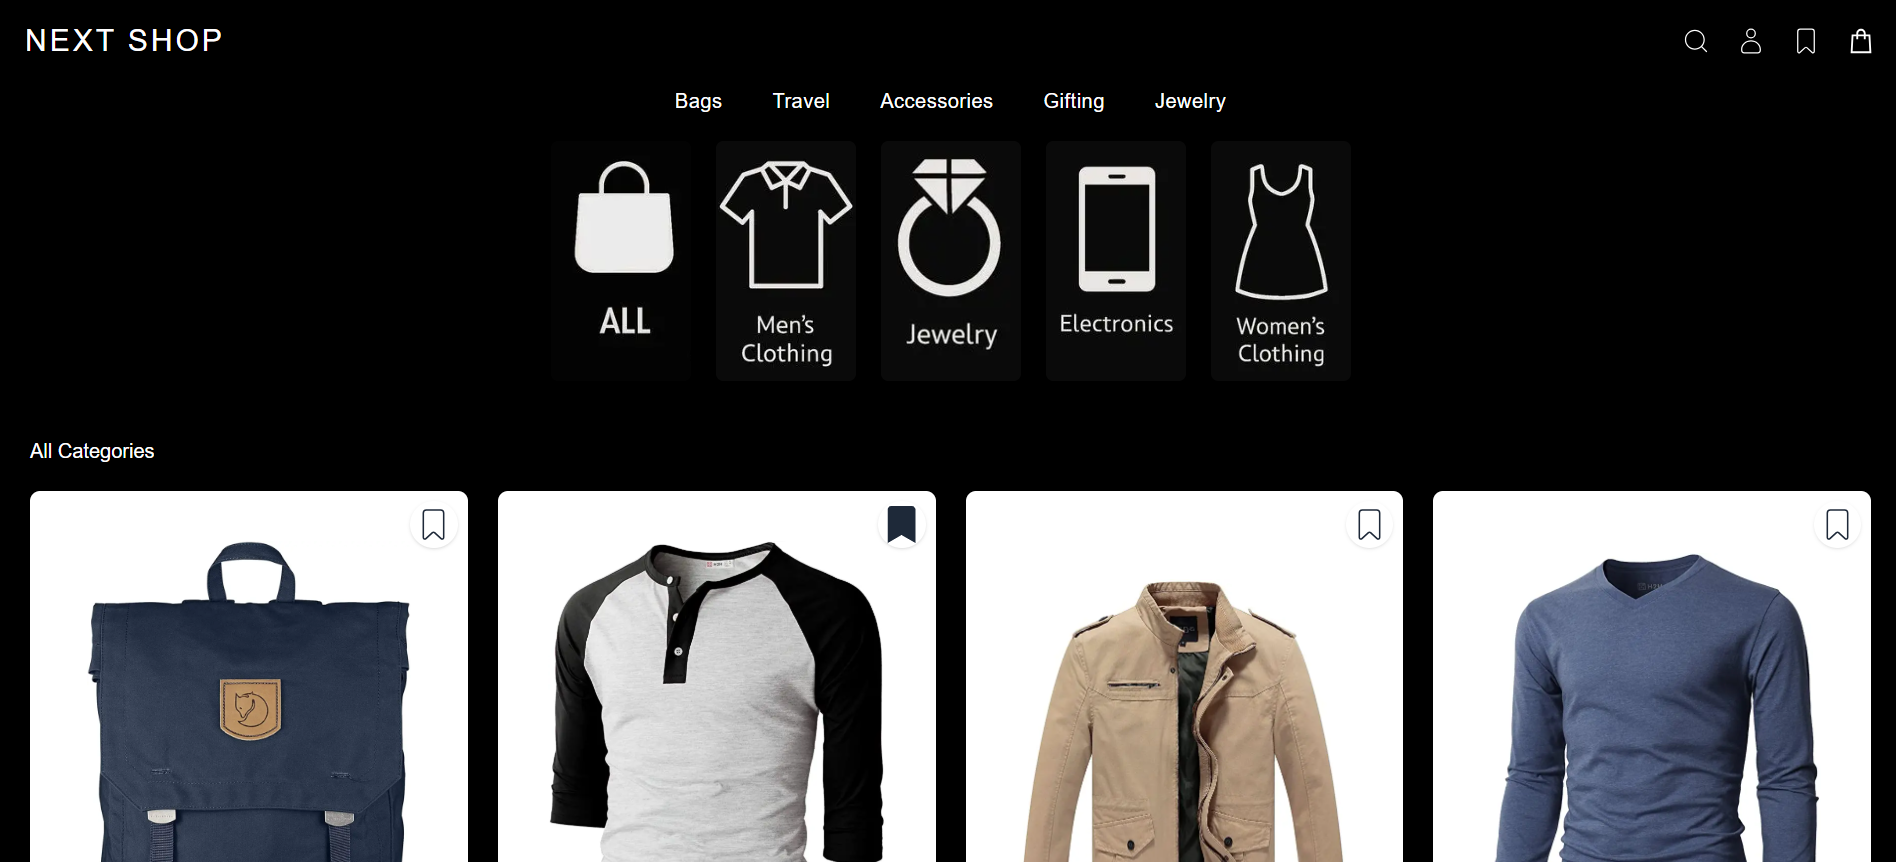 NEXT SHOP
Bags Travel Accessories Gifting Jewelry
ALL
Men's
Clothing
Jewelry
Electronics
Women's
Clothing
All Categories